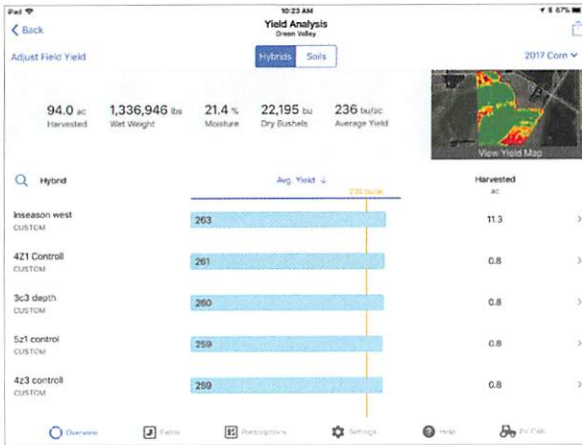 iPad
10:23 AM
87%
Back
Yield Analysis
Green Valley
Adjust Field Yield
Hybrids
Soils
2017 Corn
94.0 ac
Harvested
1,336,946 lbs
Wet Weight
21.4 %
Moisture
22,195 bu
Dry Bushels
236 bu/ac
Average Yield
View Yield Map
Hybrid
Avg. Yield ↓
236 bu/ac
Harvested
ac
Inseason west
CUSTOM
263
11.3
4Z1 Controll
CUSTOM
261
0.8
3c3 depth
CUSTOM
260
0.8
5z1 control
CUSTOM
259
0.8
4z3 controll
CUSTOM
259
0.8
Overview
Fields
Prescriptions
Settings
Help